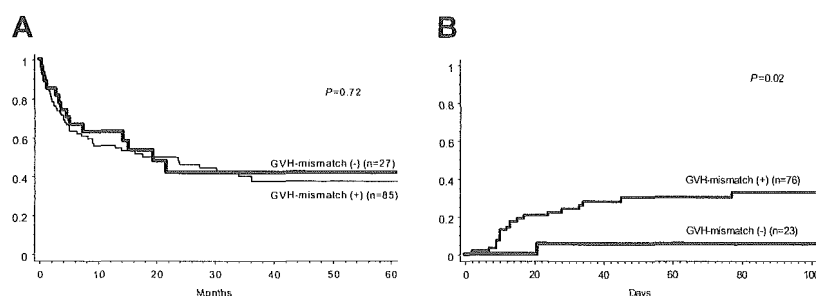 A
1
0.8
0.6
0.4
0.2
0
P=0.72
GVH-mismatch (-) (n=27)
GVH-mismatch (+) (n=85)
0 10 20 30 40 50 60
Months
B
1
0.8
0.6
0.4
0.2
0
P=0.02
GVH-mismatch (+) (n=76)
GVH-mismatch (-) (n=23)
0 20 40 60 80 100
Days